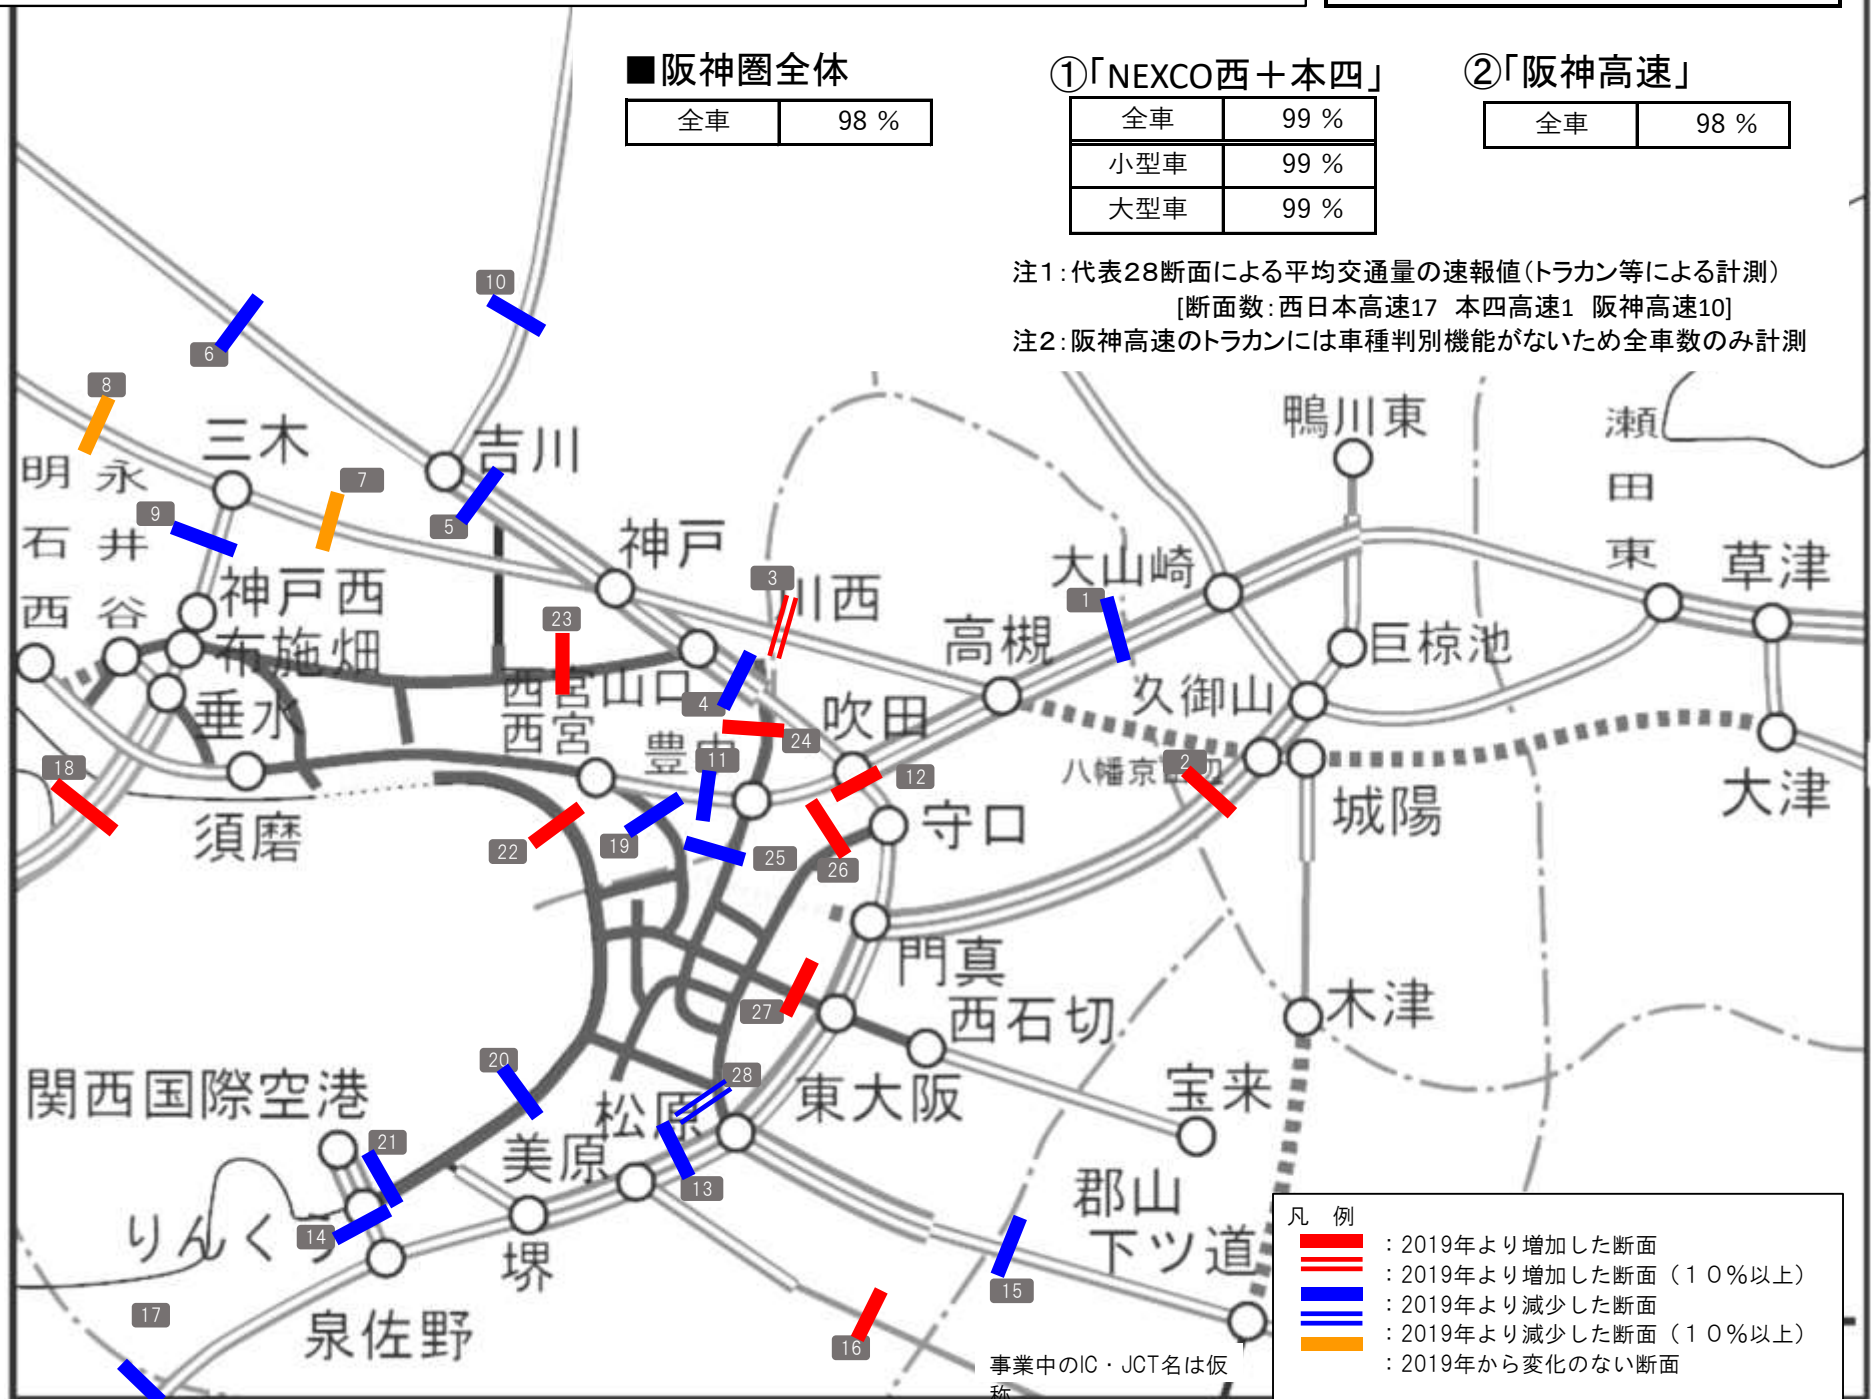 ■阪神圏全体
全車 98 %
①「NEXCO西＋本四」
全車 99 %
小型車 99 %
大型車 99 %
②「阪神高速」
全車 98 %
注１：代表２８断面による平均交通量の速報値（トラカン等による計測）
[断面数：西日本高速17 本四高速1 阪神高速10]
注２：阪神高速のトラカンには車種判別機能がないため全車数のみ計測
10
6
8
三木
吉川
鴨川東
瀬田東
明石西
永井谷
7
9
5
神戸
大山崎
草津
3
川西
1
神戸西
布施畑
23
高槻
巨椋池
西宮山口
西宮
4
久御山
垂水
吹田
24
豊中
11
12
2
18
大津
城陽
須磨
守口
22
19
25
26
門真
27
西石切
木津
20
28
関西国際空港
松原
東大阪
宝来
21
美原
13
郡山
下ツ道
りんくう
14
堺
15
17
泉佐野
16
事業中のIC・JCT名は仮
称
凡 例
：2019年より増加した断面
：2019年より増加した断面（１０％以上）
：2019年より減少した断面
：2019年より減少した断面（１０％以上）
：2019年から変化のない断面